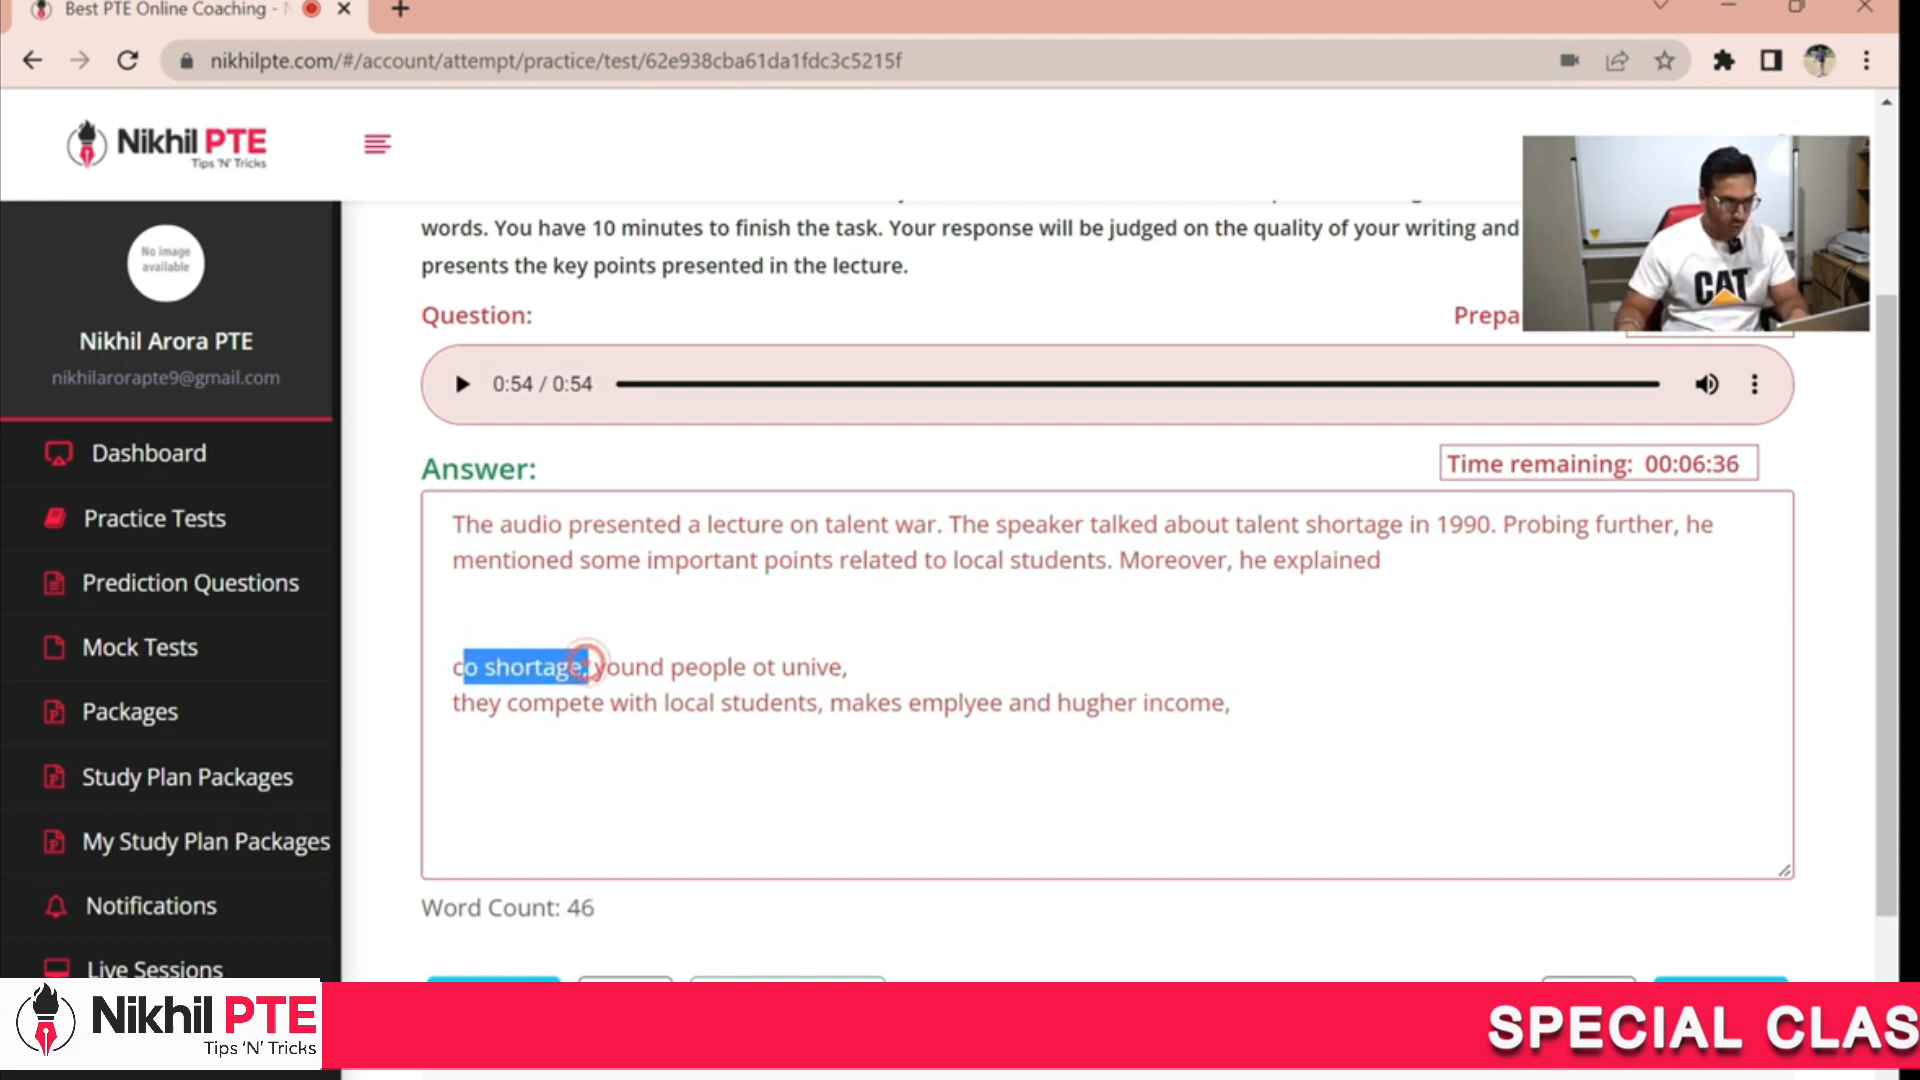 Best PTE Online Coaching -
nikhilpte.com/#/account/attempt/practice/test/62e938cba61da1fdc3c5215f
Nikhil PTE
Tips 'N' Tricks
No image
available
Nikhil Arora PTE
nikhilarorapte9@gmail.com
Dashboard
Practice Tests
Prediction Questions
Mock Tests
Packages
Study Plan Packages
My Study Plan Packages
Notifications
Live Sessions
words. You have 10 minutes to finish the task. Your response will be judged on the quality of your writing and
presents the key points presented in the lecture.
Question:
Prepa
0:54 / 0:54
Answer:
Time remaining: 00:06:36
The audio presented a lecture on talent war. The speaker talked about talent shortage in 1990. Probing further, he
mentioned some important points related to local students. Moreover, he explained
co shortage, yound people ot unive,
they compete with local students, makes emplyee and hugher income,
Word Count: 46
CAT
Nikhil PTE
Tips 'N' Tricks
SPECIAL CLAS